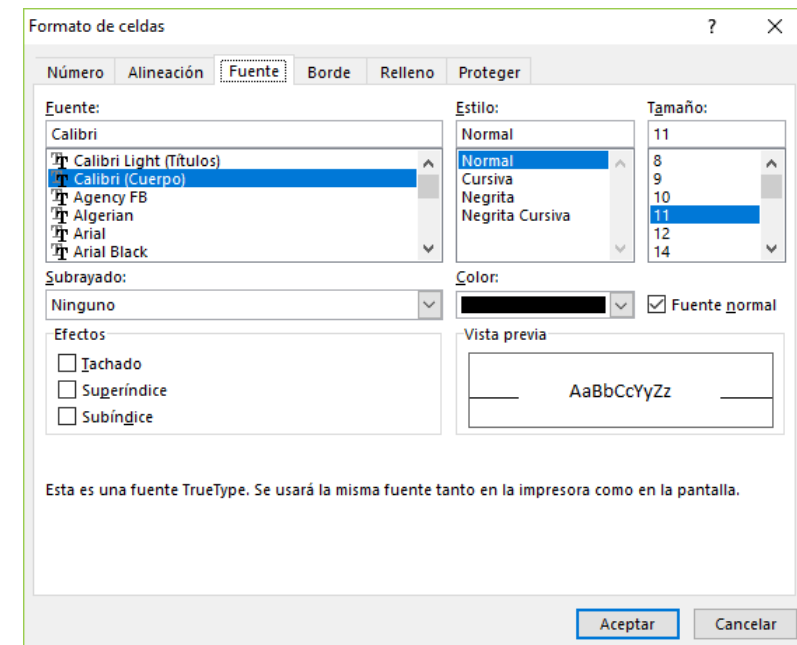 Formato de celdas ?
Número Alineación Fuente Borde Relleno Proteger
Fuente: Estilo: Tamaño:
Calibri Normal 11
Calibri Light (Títulos) Normal 8
Calibri (Cuerpo) Cursiva 9
Agency FB Negrita 10
Algerian Negrita Cursiva 11
Arial 12
Arial Black 14
Subrayado: Color:
Ninguno Fuente normal
Efectos Vista previa
Tachado
Superíndice AaBbCcYyZz
Subíndice
Esta es una fuente TrueType. Se usará la misma fuente tanto en la impresora como en la pantalla.
Aceptar Cancelar